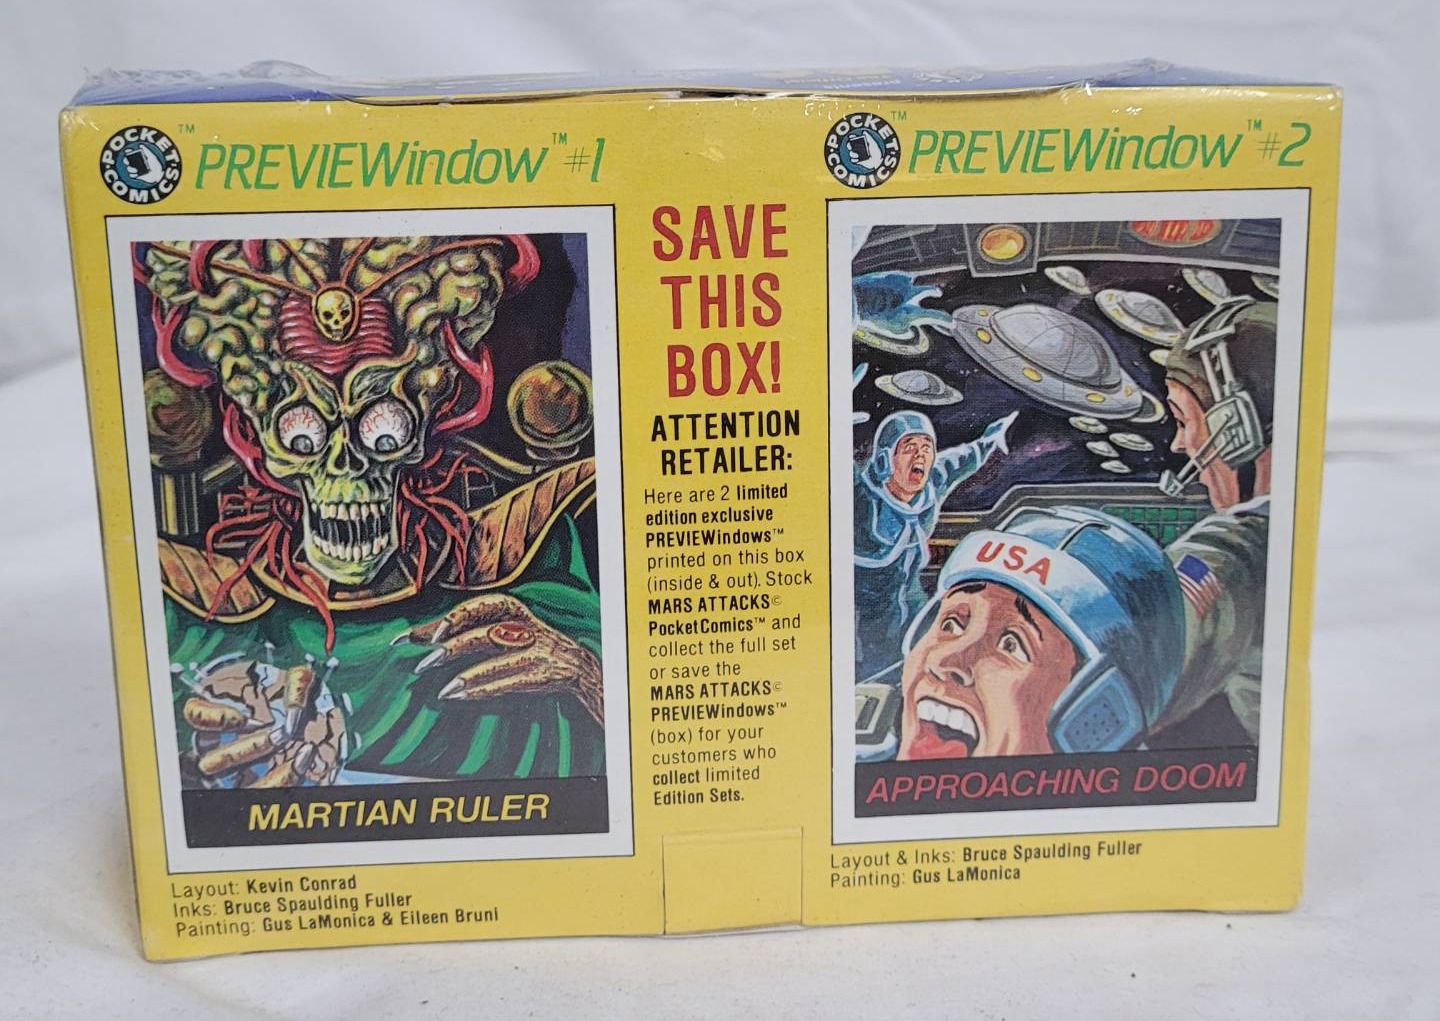 POCKET COMICS ™ PREVIEWindow™ #1
MARTIAN RULER
Layout: Kevin Conrad
Inks: Bruce Spaulding Fuller
Painting: Gus LaMonica & Eileen Bruni
SAVE
THIS
BOX!
ATTENTION
RETAILER:
Here are 2 limited
edition exclusive
PREVIEWindows™
printed on this box
(inside & out). Stock
MARS ATTACKS©
PocketComics™ and
collect the full set
or save the
MARS ATTACKS©
PREVIEWindows™
(box) for your
customers who
collect limited
Edition Sets.
POCKET COMICS ™ PREVIEWindow™ #2
USA
APPROACHING DOOM
Layout & Inks: Bruce Spaulding Fuller
Painting: Gus LaMonica